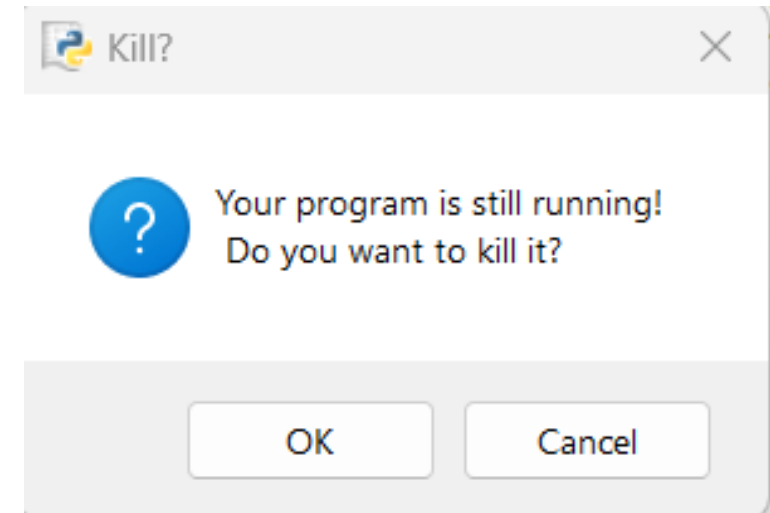 Kill?
Your program is still running!
Do you want to kill it?
OK
Cancel